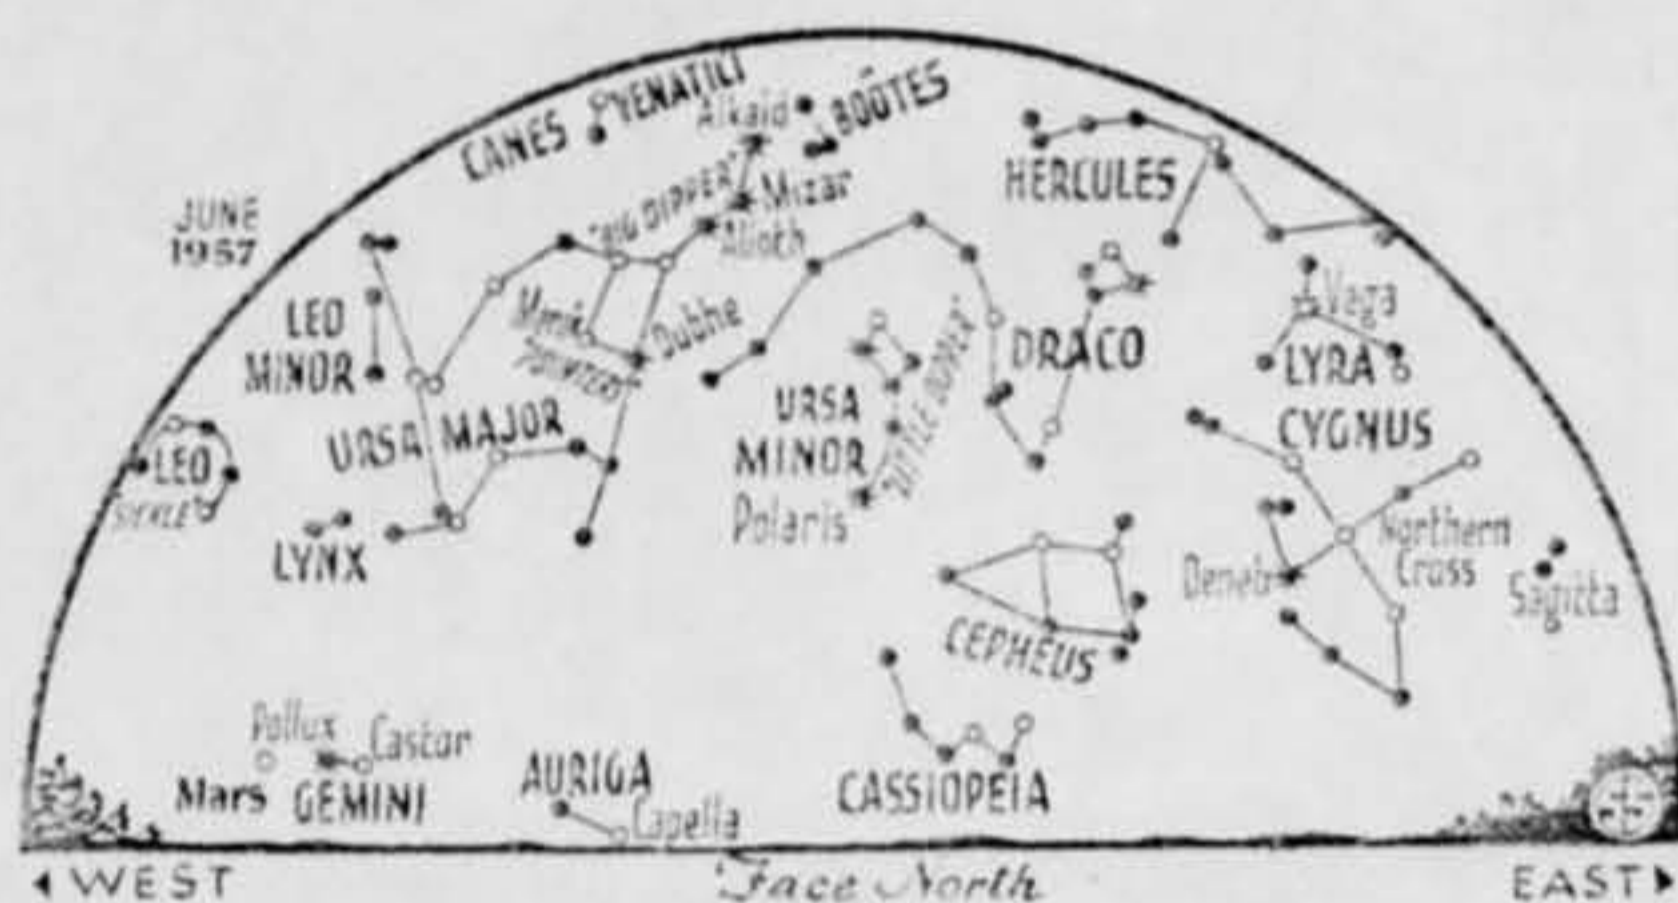 CANES VENATICI
Alkaid
BOÖTES
HERCULES
JUNE
1957
"BIG DIPPER"
Mizar
Alioth
Vega
LEO
MINOR
Dubhe
"POINTERS"
DRACO
LYRA
URSA
MINOR
"LITTLE DIPPER"
Polaris
CYGNUS
URSA MAJOR
LEO
"SICKLE"
LYNX
Northern
Cross
Deneb
Sagitta
CEPHEUS
Pollux
Castor
Mars
GEMINI
AURIGA
Capella
CASSIOPEIA
WEST
Face North
EAST